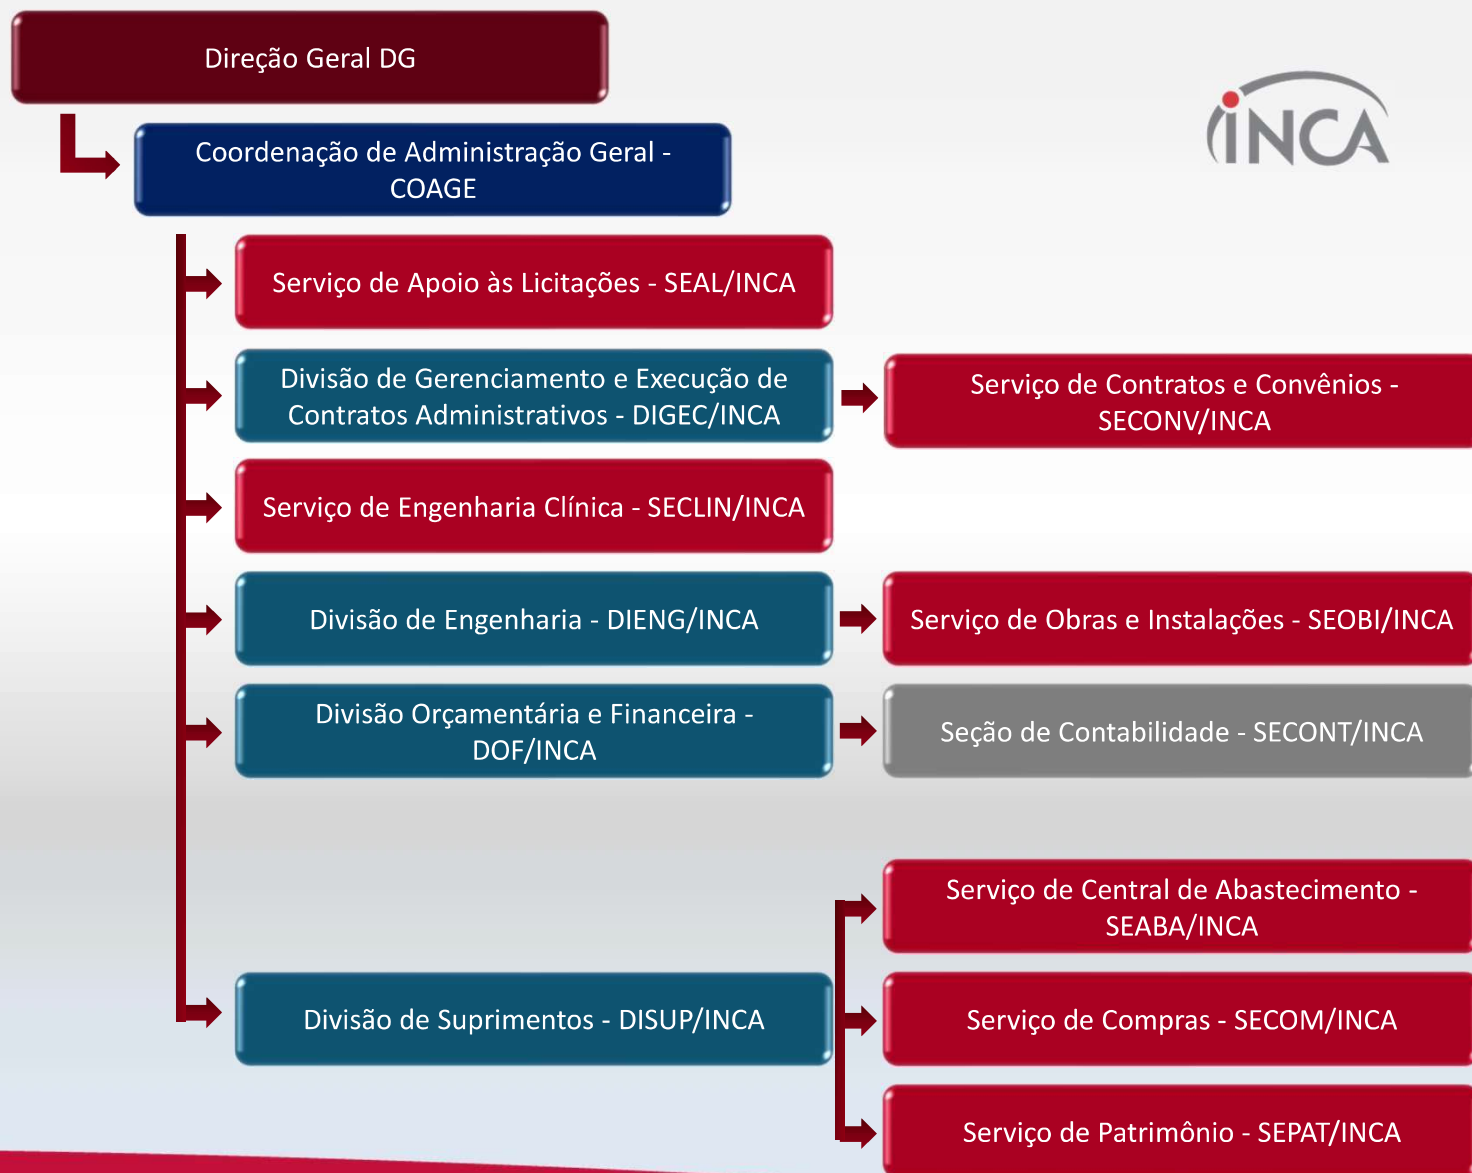 Direção Geral DG
INCA
Coordenação de Administração Geral -
COAGE
Serviço de Apoio às Licitações - SEAL/INCA
Divisão de Gerenciamento e Execução de
Contratos Administrativos - DIGEC/INCA
Serviço de Contratos e Convênios -
SECONV/INCA
Serviço de Engenharia Clínica - SECLIN/INCA
Divisão de Engenharia - DIENG/INCA
Serviço de Obras e Instalações - SEOBI/INCA
Divisão Orçamentária e Financeira -
DOF/INCA
Seção de Contabilidade - SECONT/INCA
Divisão de Suprimentos - DISUP/INCA
Serviço de Central de Abastecimento -
SEABA/INCA
Serviço de Compras - SECOM/INCA
Serviço de Patrimônio - SEPAT/INCA